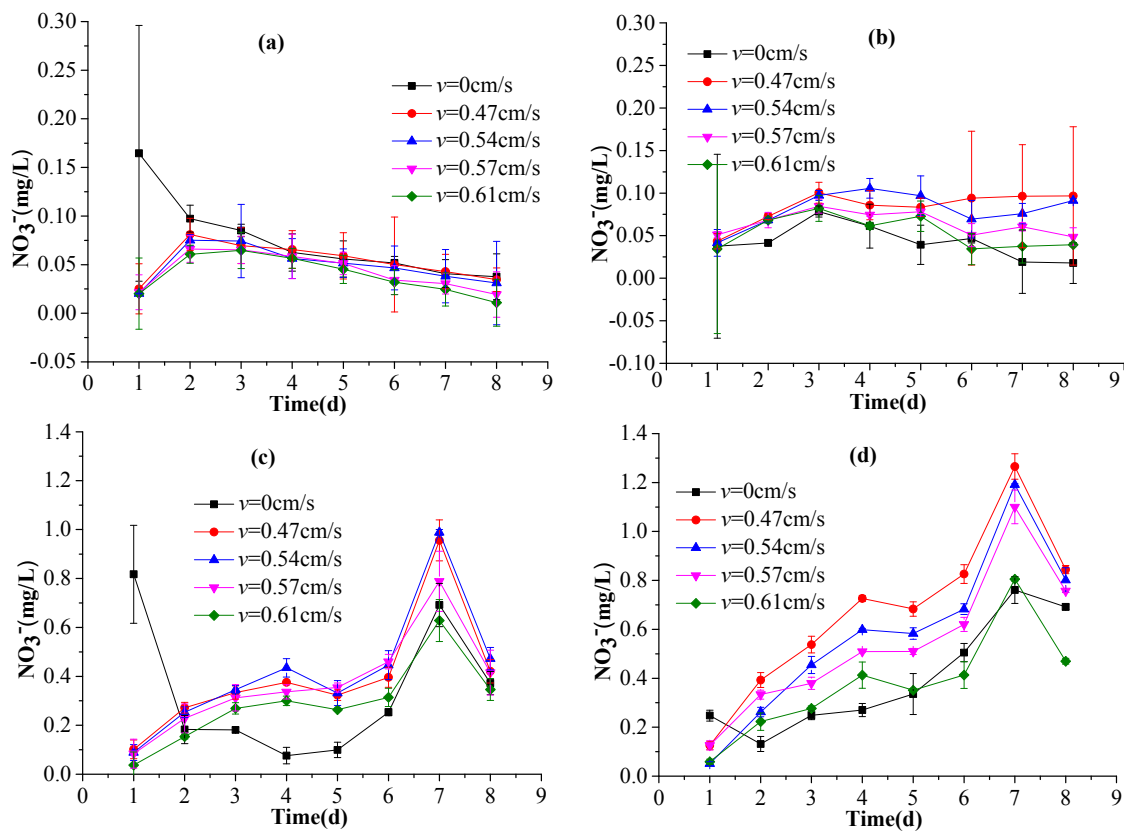 (a)
v=0cm/s
v=0.47cm/s
v=0.54cm/s
v=0.57cm/s
v=0.61cm/s
NO₃⁻(mg/L)
0.30
0.25
0.20
0.15
0.10
0.05
0.00
-0.05
0 1 2 3 4 5 6 7 8 9
Time(d)
(b)
v=0cm/s
v=0.47cm/s
v=0.54cm/s
v=0.57cm/s
v=0.61cm/s
NO₃⁻(mg/L)
0.30
0.25
0.20
0.15
0.10
0.05
0.00
-0.05
-0.10
0 1 2 3 4 5 6 7 8 9
Time(d)
(c)
v=0cm/s
v=0.47cm/s
v=0.54cm/s
v=0.57cm/s
v=0.61cm/s
NO₃⁻(mg/L)
1.4
1.2
1.0
0.8
0.6
0.4
0.2
0.0
0 1 2 3 4 5 6 7 8 9
Time(d)
(d)
v=0cm/s
v=0.47cm/s
v=0.54cm/s
v=0.57cm/s
v=0.61cm/s
NO₃⁻(mg/L)
1.4
1.2
1.0
0.8
0.6
0.4
0.2
0.0
0 1 2 3 4 5 6 7 8 9
Time(d)